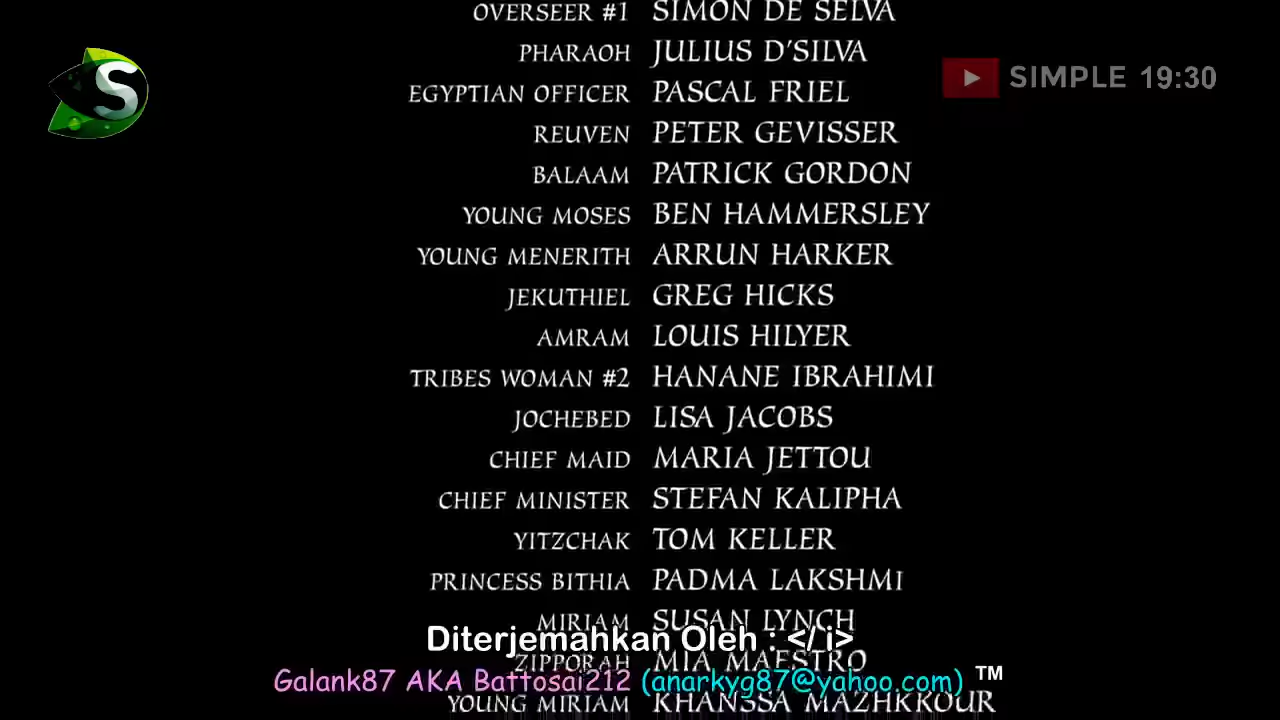 OVERSEER #1 SIMON DE SELVA
PHARAOH JULIUS D'SILVA
EGYPTIAN OFFICER PASCAL FRIEL
REUVEN PETER GEVISSER
BALAAM PATRICK GORDON
YOUNG MOSES BEN HAMMERSLEY
YOUNG MENERITH ARRUN HARKER
JEKUTHIEL GREG HICKS
AMRAM LOUIS HILYER
TRIBES WOMAN #2 HANANE IBRAHIMI
JOCHEBED LISA JACOBS
CHIEF MAID MARIA JETTOU
CHIEF MINISTER STEFAN KALIPHA
YITZCHAK TOM KELLER
PRINCESS BITHIA PADMA LAKSHMI
MIRIAM SUSAN LYNCH
ZIPPORAH MIA MAESTRO
YOUNG MIRIAM KHANSSA MAZHKKOUR
S
SIMPLE 19:30
Diterjemahkan Oleh : </ i>
Galank87 AKA Battosai212 (anarkyg87@yahoo.com) ™